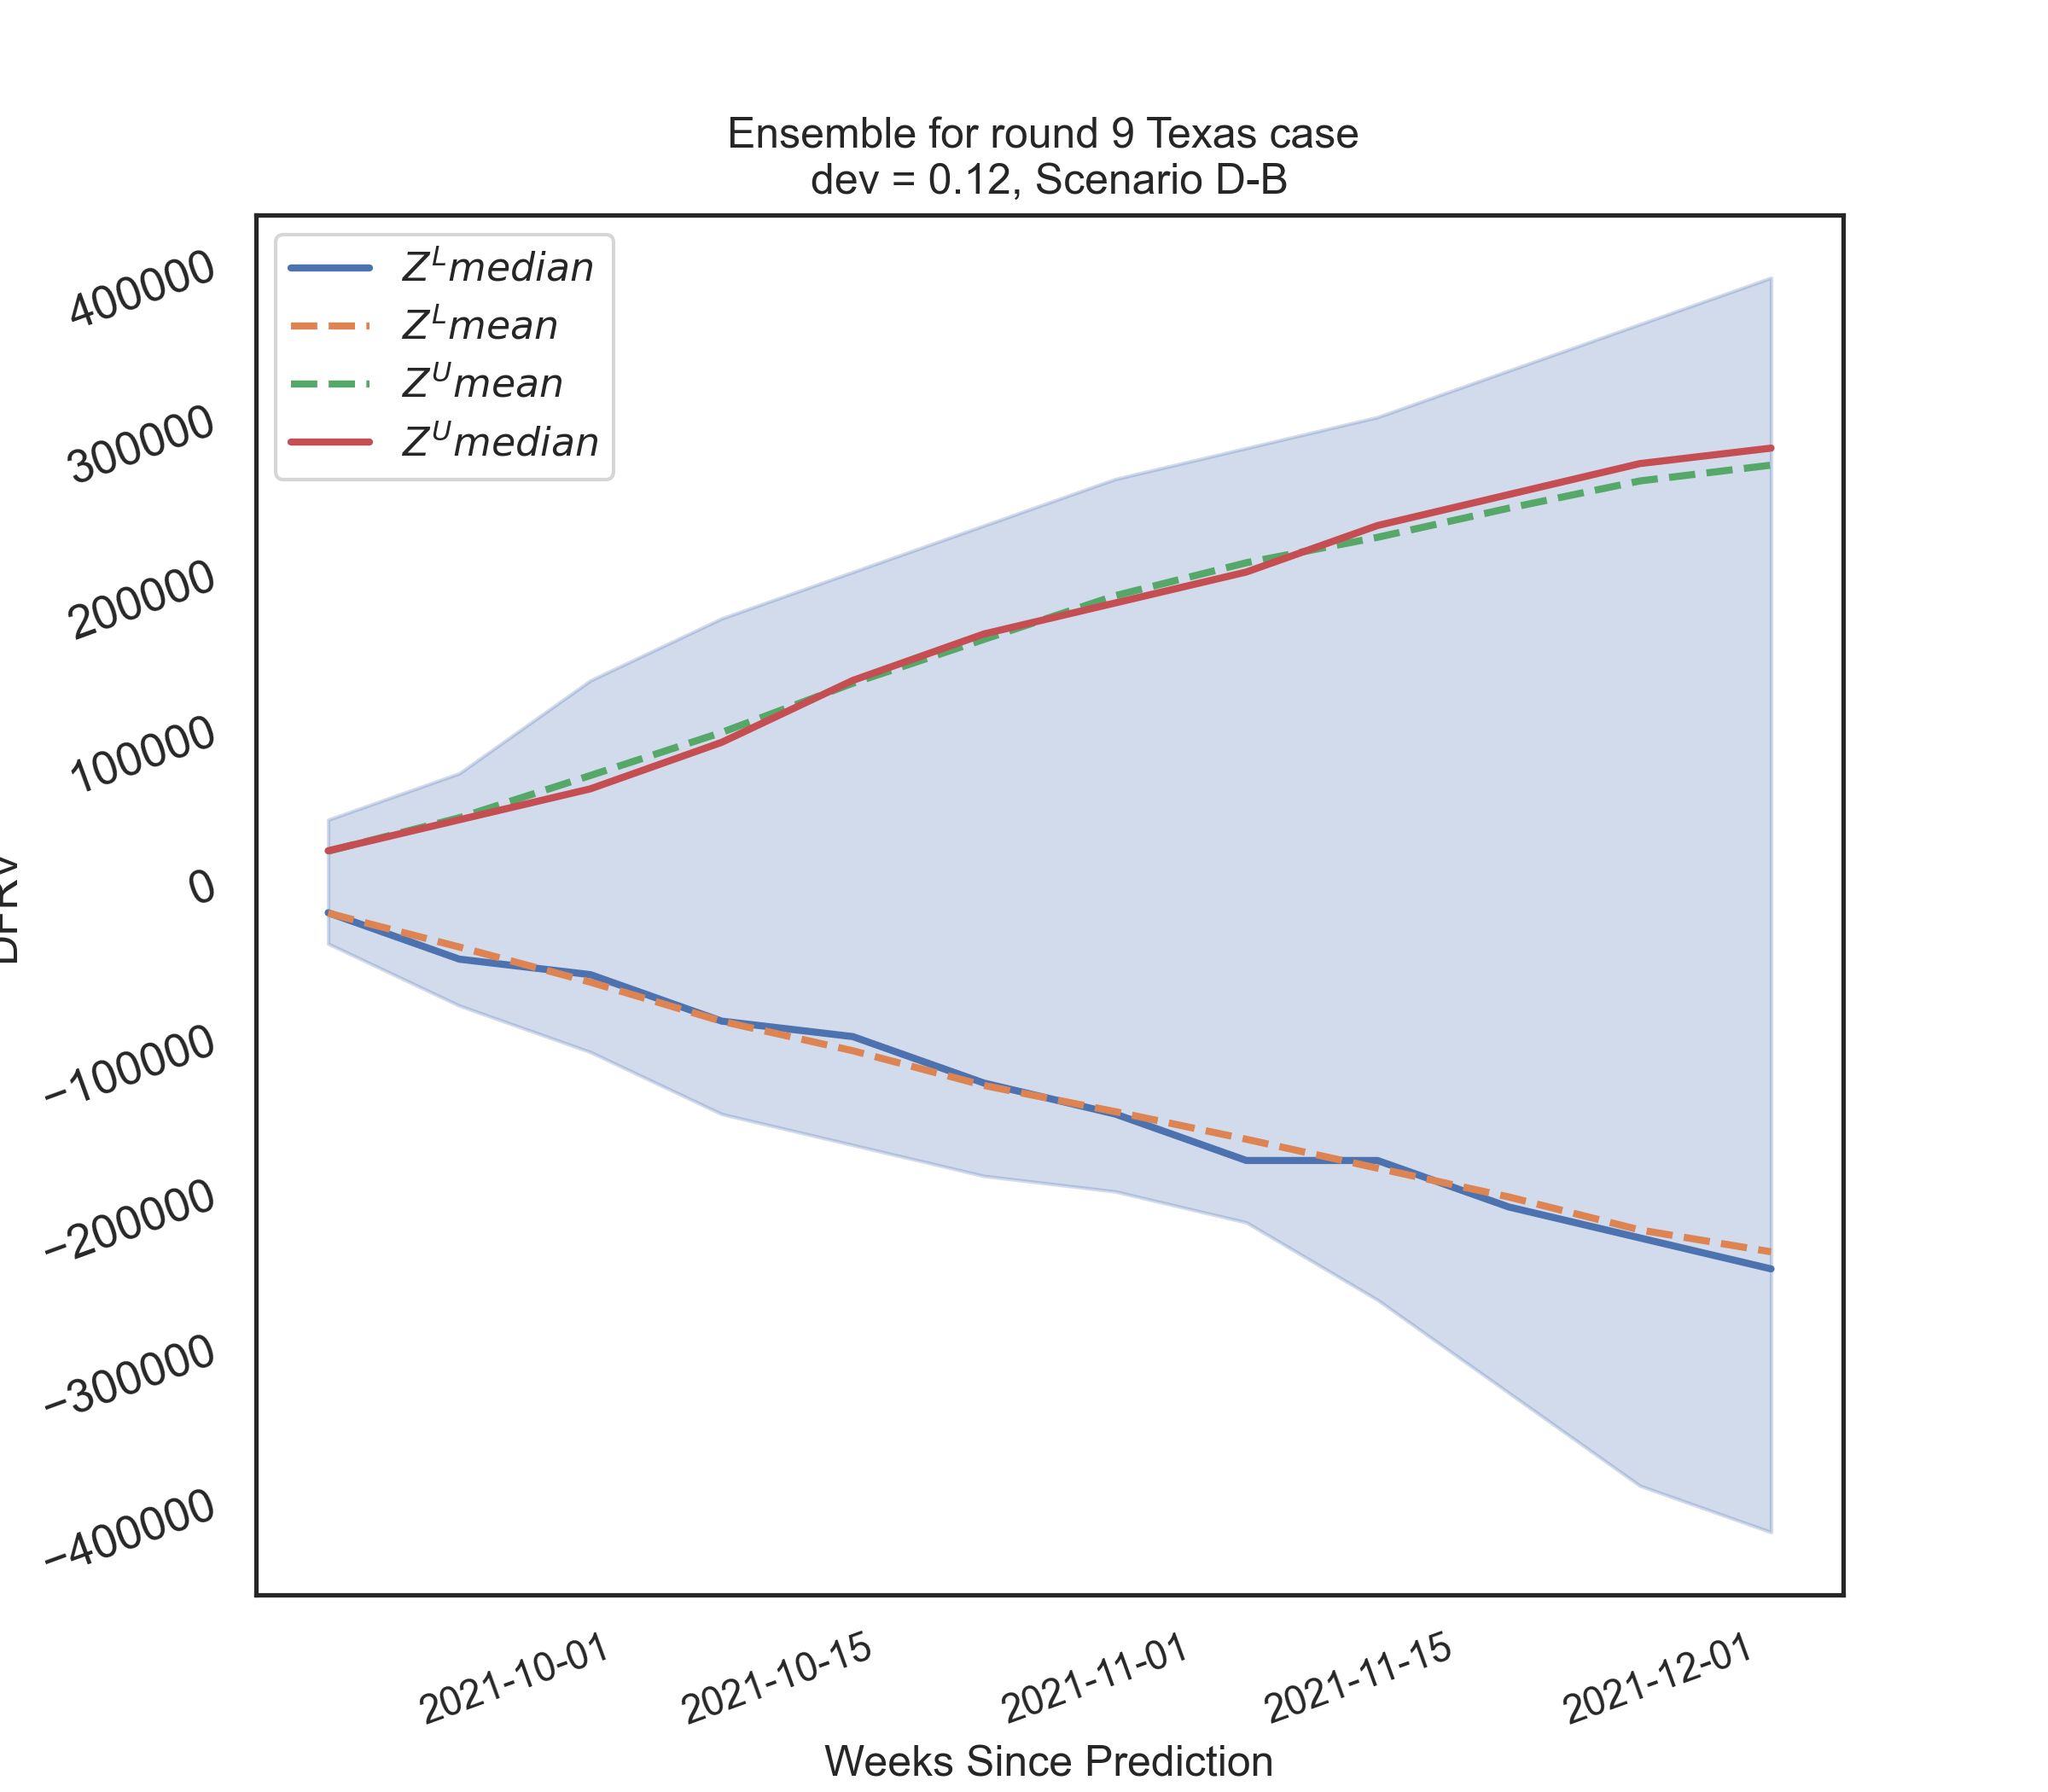 Ensemble for round 9 Texas case
dev = 0.12, Scenario D-B
Z^L median
Z^L mean
Z^U mean
Z^U median
400000
300000
200000
100000
0
−100000
−200000
−300000
−400000
2021-10-01
2021-10-15
2021-11-01
2021-11-15
2021-12-01
Weeks Since Prediction